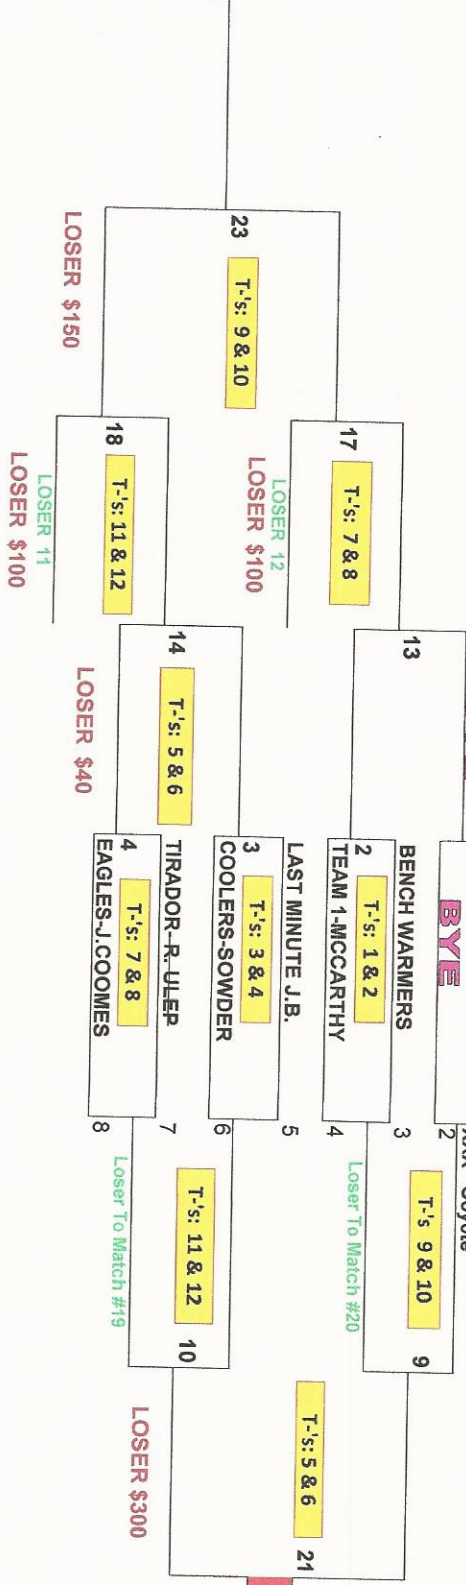 BYE
2
13
BENCH WARMERS
T-'s 9 & 10
9
3
T-'s: 1 & 2
2
TEAM 1-MCCARTHY
4
Loser To Match #20
17
T-'s: 7 & 8
LOSER 12
LOSER $100
LAST MINUTE J.B.
5
T-'s: 5 & 6
21
3
T-'s: 3 & 4
COOLERS-SOWDER
6
23
T-'s: 9 & 10
14
T-'s: 5 & 6
TIRADOR-R. ULEP
7
T-'s: 11 & 12
10
4
T-'s: 7 & 8
EAGLES-J.COOMES
8
Loser To Match #19
LOSER $300
18
T-'s: 11 & 12
LOSER $40
LOSER $150
LOSER 11
LOSER $100